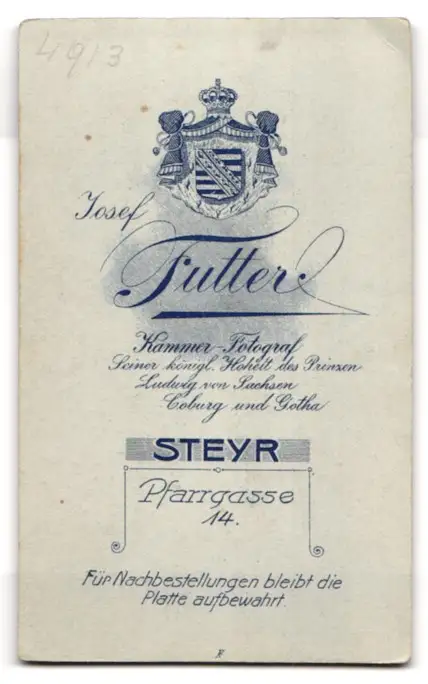 4913
Josef
Futter
Kammer-Fotograf
Seiner königl. Hoheit des Prinzen
Ludwig von Sachsen
Coburg und Gotha
STEYR
Pfarrgasse
14.
Für Nachbestellungen bleibt die
Platte aufbewahrt.
F